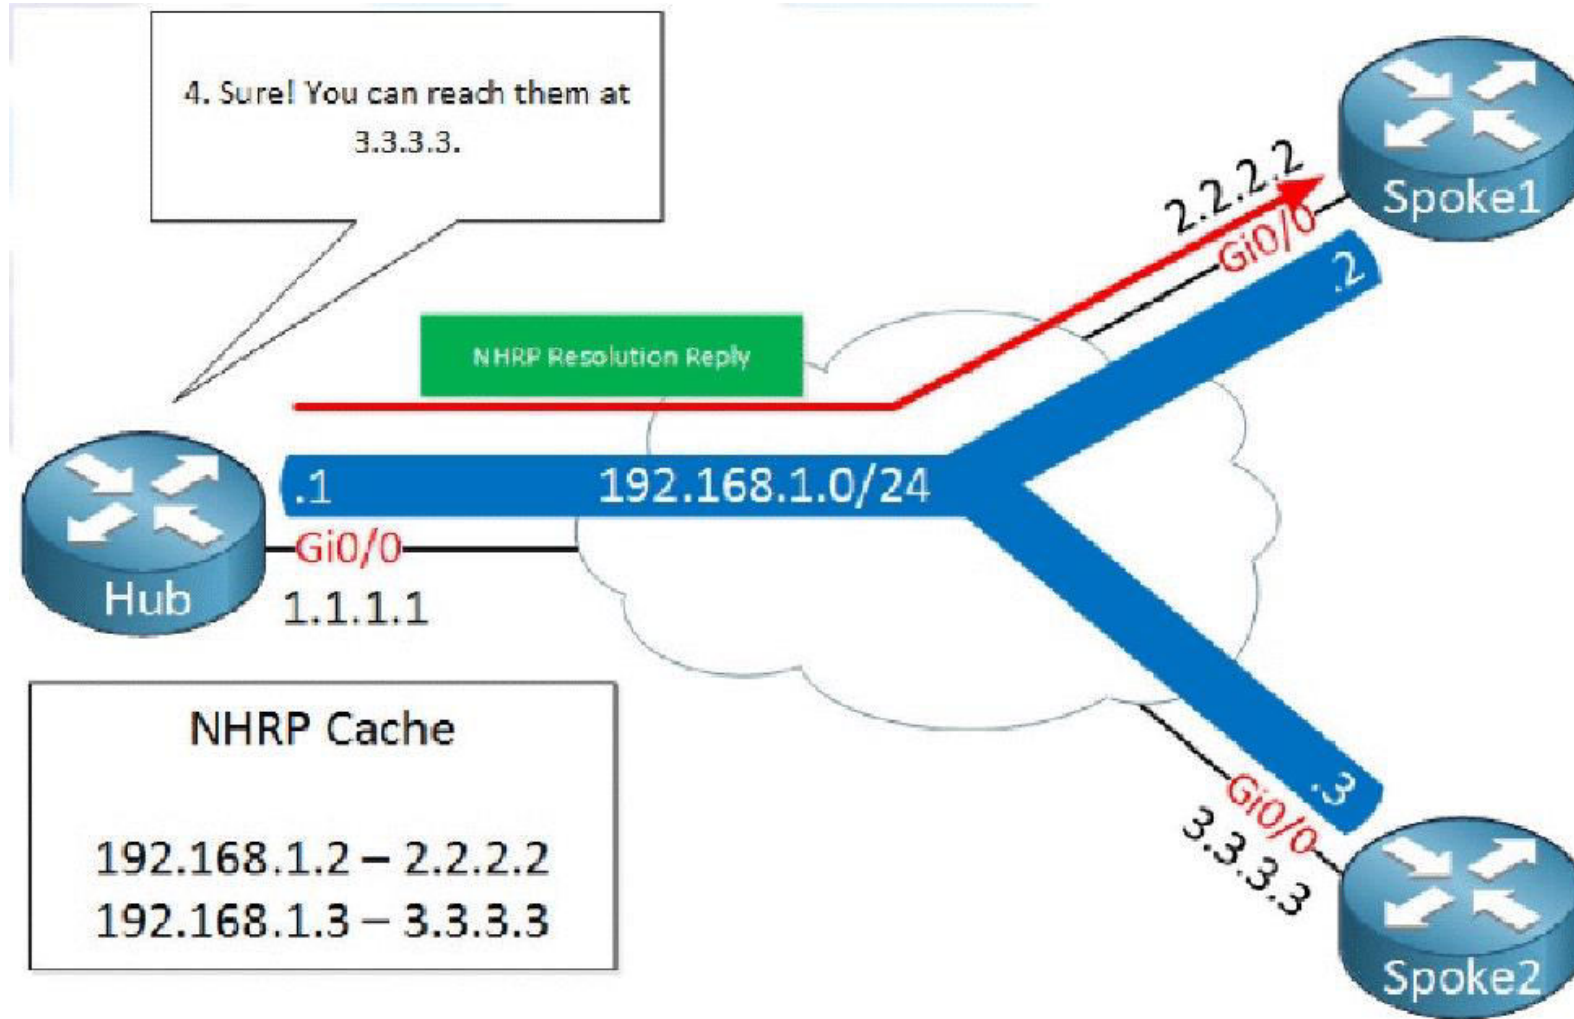 4. Sure! You can reach them at
3.3.3.3.
2.2.2.2
Gi0/0
Spoke1
.2
NHRP Resolution Reply
.1
192.168.1.0/24
Gi0/0
1.1.1.1
Hub
NHRP Cache
192.168.1.2 – 2.2.2.2
192.168.1.3 – 3.3.3.3
.3
Gi0/0
3.3.3.3
Spoke2